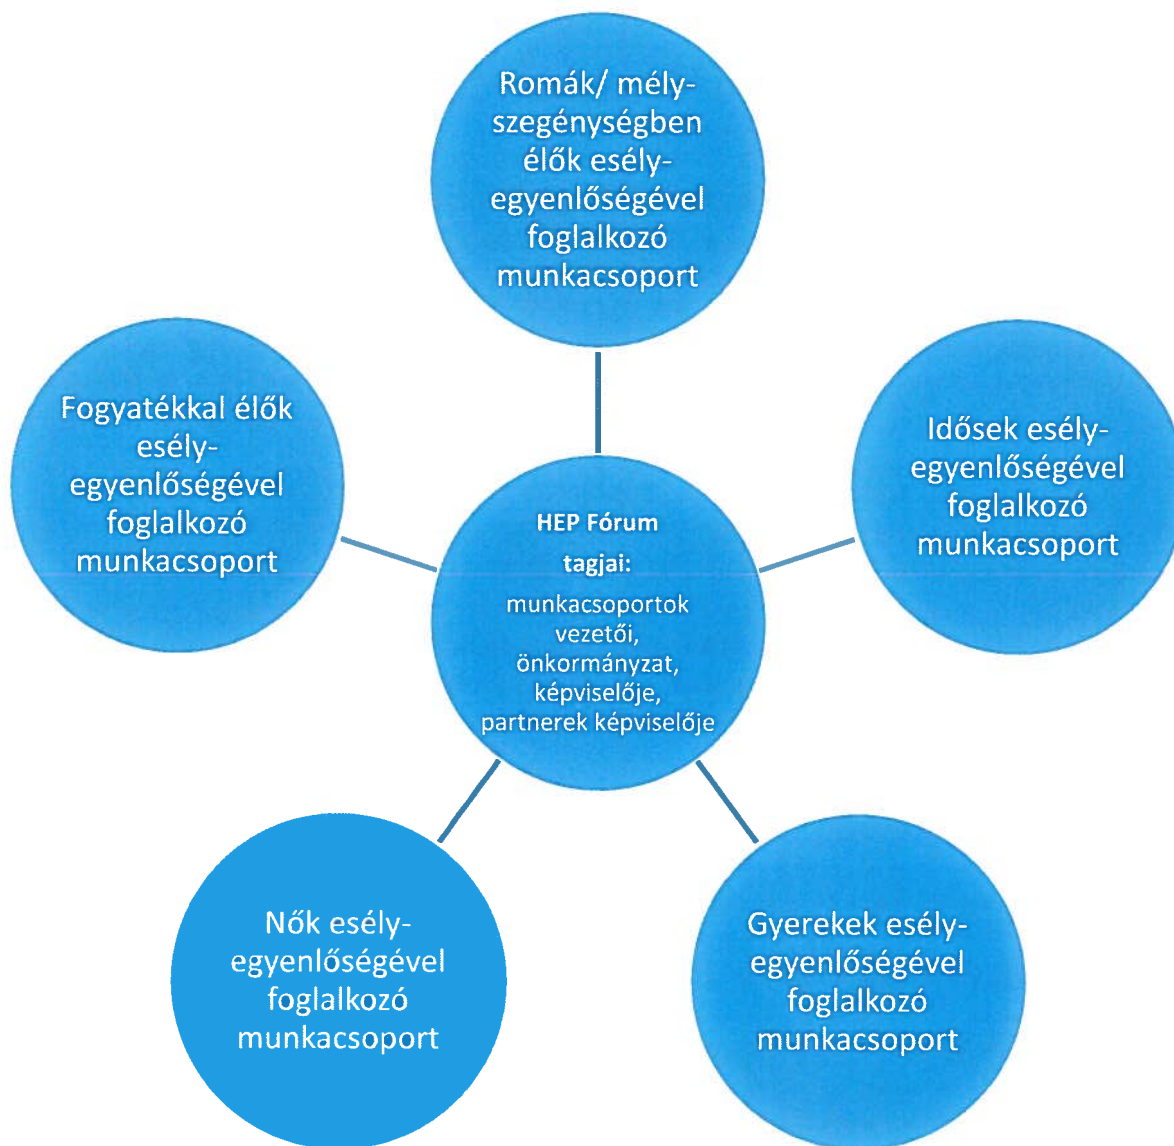 Romák/ mély-
szegénységben
élők esély-
egyenlőségével
foglalkozó
munkacsoport
Fogyatékkal élők
esély-
egyenlőségével
foglalkozó
munkacsoport
Idősek esély-
egyenlőségével
foglalkozó
munkacsoport
HEP Fórum
tagjai:
munkacsoportok
vezetői,
önkormányzat,
képviselője,
partnerek képviselője
Nők esély-
egyenlőségével
foglalkozó
munkacsoport
Gyerekek esély-
egyenlőségével
foglalkozó
munkacsoport